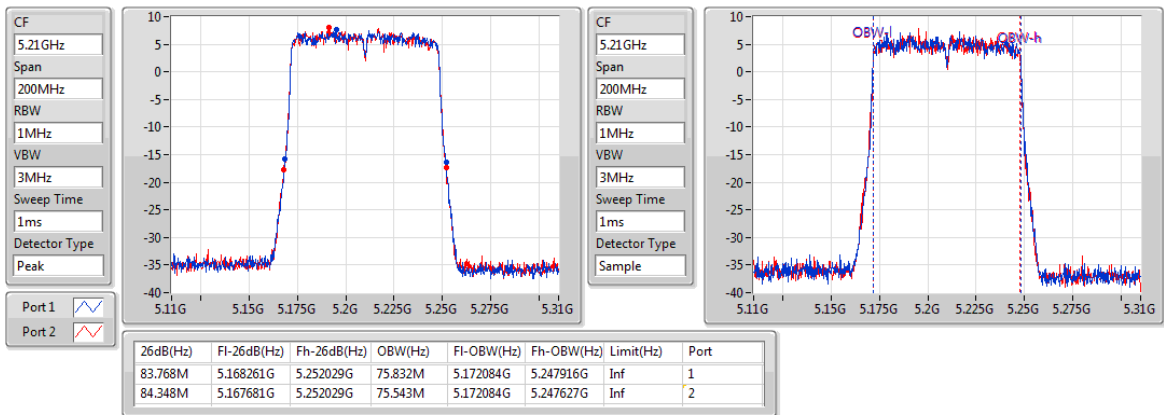 CF
5.21GHz
Span
200MHz
RBW
1MHz
VBW
3MHz
Sweep Time
1ms
Detector Type
Peak
Port 1
Port 2
10
5
0
-5
-10
-15
-20
-25
-30
-35
-40
5.11G 5.15G 5.175G 5.2G 5.225G 5.25G 5.275G 5.31G
CF
5.21GHz
Span
200MHz
RBW
1MHz
VBW
3MHz
Sweep Time
1ms
Detector Type
Sample
10
5
0
-5
-10
-15
-20
-25
-30
-35
-40
OBW-l OBW-h
5.11G 5.15G 5.175G 5.2G 5.225G 5.25G 5.275G 5.31G
26dB(Hz) Fl-26dB(Hz) Fh-26dB(Hz) OBW(Hz) Fl-OBW(Hz) Fh-OBW(Hz) Limit(Hz) Port
83.768M 5.168261G 5.252029G 75.832M 5.172084G 5.247916G Inf 1
84.348M 5.167681G 5.252029G 75.543M 5.172084G 5.247627G Inf 2